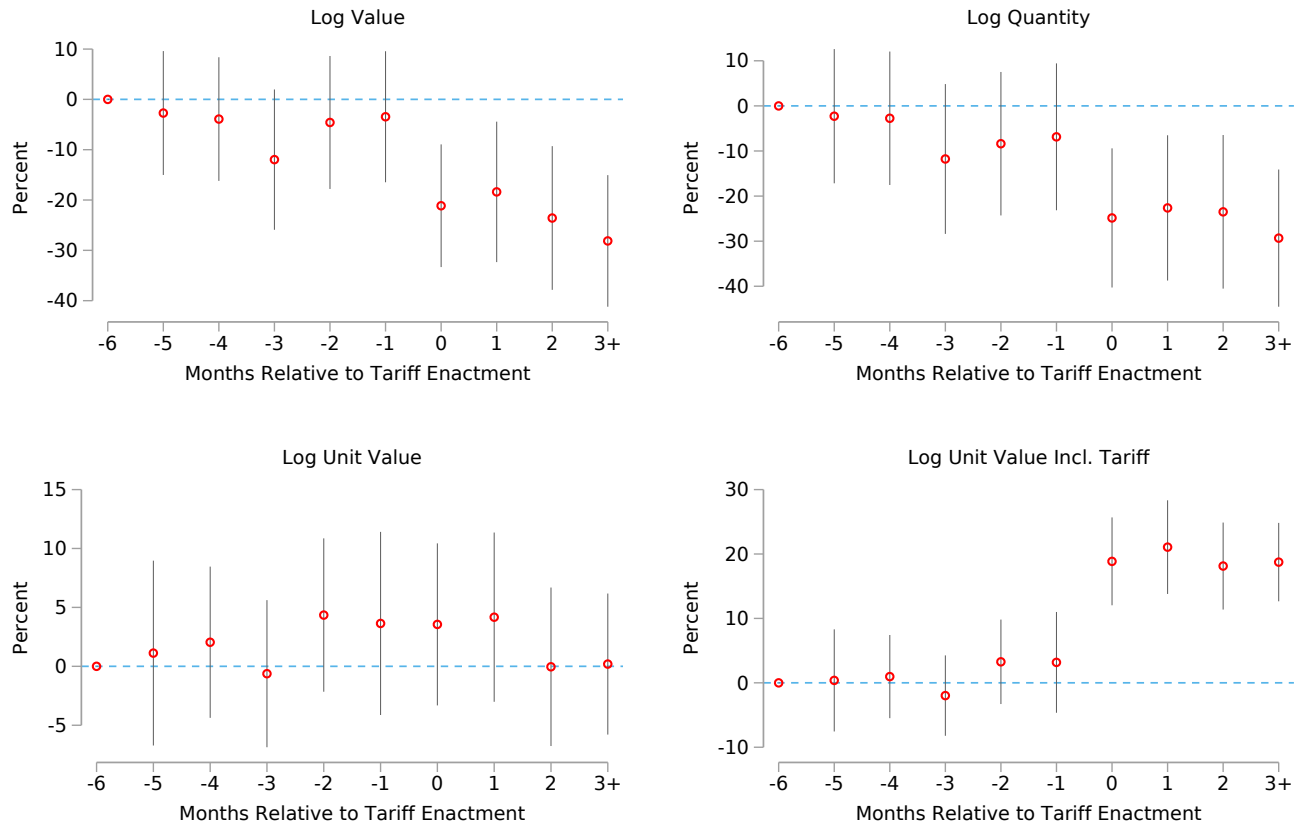 Log Value
Percent
10
0
-10
-20
-30
-40
-6 -5 -4 -3 -2 -1 0 1 2 3+
Months Relative to Tariff Enactment
Log Quantity
Percent
10
0
-10
-20
-30
-40
-6 -5 -4 -3 -2 -1 0 1 2 3+
Months Relative to Tariff Enactment
Log Unit Value
Percent
15
10
5
0
-5
-6 -5 -4 -3 -2 -1 0 1 2 3+
Months Relative to Tariff Enactment
Log Unit Value Incl. Tariff
Percent
30
20
10
0
-10
-6 -5 -4 -3 -2 -1 0 1 2 3+
Months Relative to Tariff Enactment